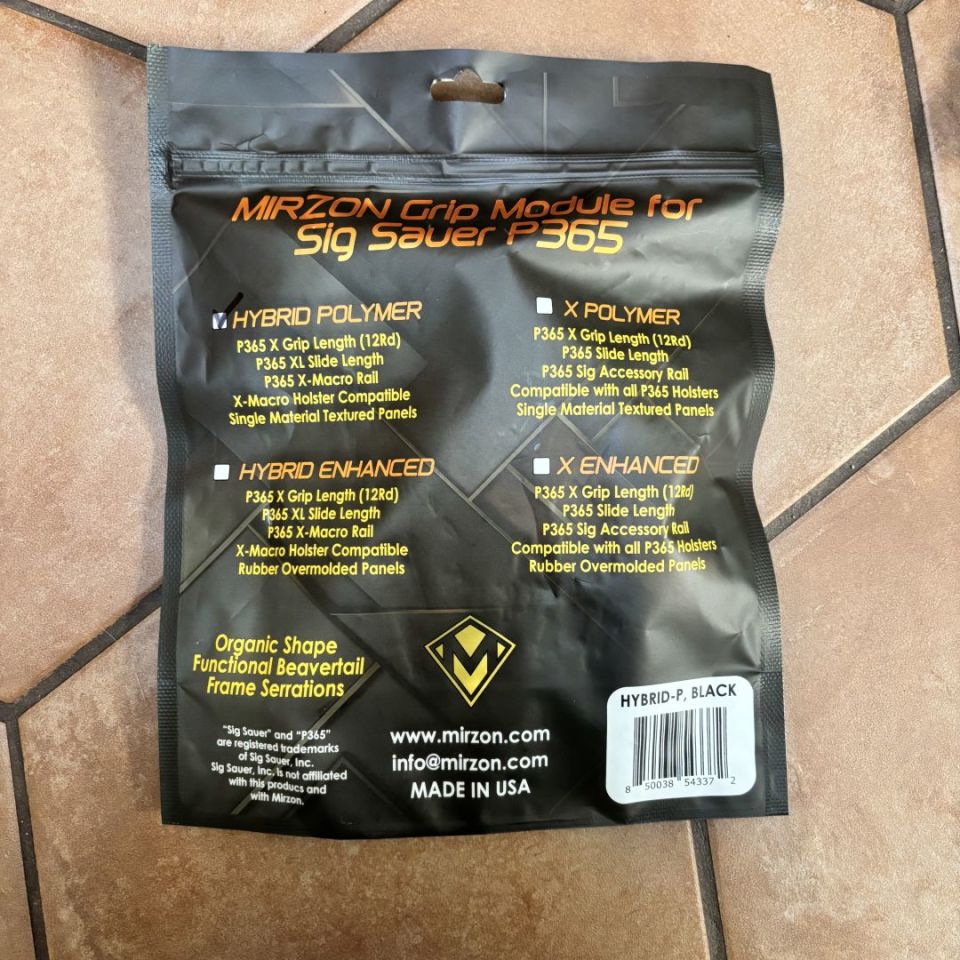 MIRZON Grip Module for
Sig Sauer P365
HYBRID POLYMER
P365 X Grip Length (12Rd)
P365 XL Slide Length
P365 X-Macro Rail
X-Macro Holster Compatible
Single Material Textured Panels
X POLYMER
P365 X Grip Length (12Rd)
P365 Slide Length
P365 Sig Accessory Rail
Compatible with all P365 Holsters
Single Material Textured Panels
HYBRID ENHANCED
P365 X Grip Length (12Rd)
P365 XL Slide Length
P365 X-Macro Rail
X-Macro Holster Compatible
Rubber Overmolded Panels
X ENHANCED
P365 X Grip Length (12Rd)
P365 Slide Length
P365 Sig Accessory Rail
Compatible with all P365 Holsters
Rubber Overmolded Panels
Organic Shape
Functional Beavertail
Frame Serrations
"Sig Sauer" and "P365"
are registered trademarks
of Sig Sauer, Inc.
Sig Sauer, Inc. is not affiliated
with this producs and
with Mirzon.
M
www.mirzon.com
info@mirzon.com
MADE IN USA
HYBRID-P, BLACK
8 50038 54337 2